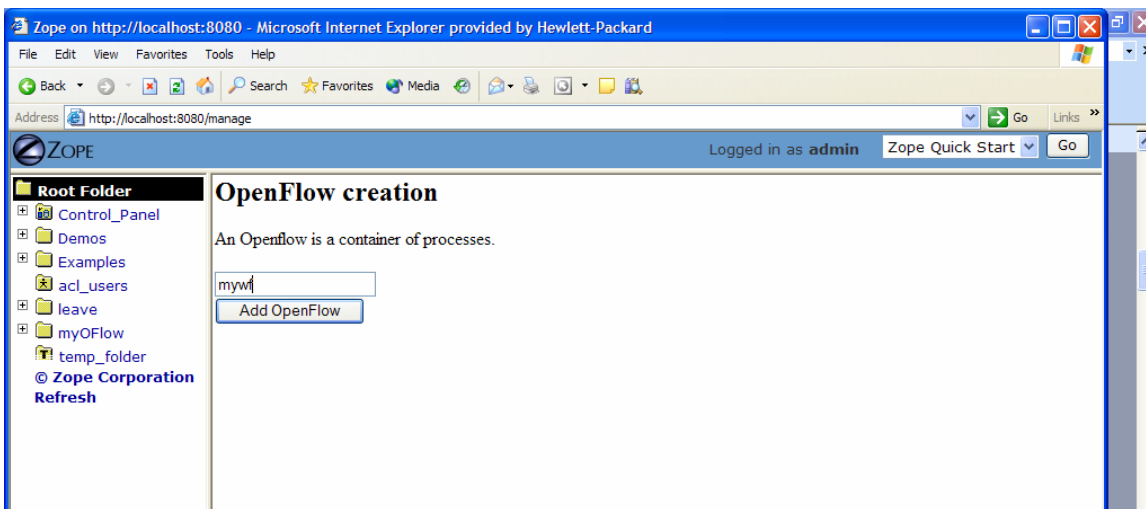 Zope on http://localhost:8080 - Microsoft Internet Explorer provided by Hewlett-Packard
File Edit View Favorites Tools Help
Back Search Favorites Media
Address http://localhost:8080/manage Go Links »
ZOPE Logged in as admin Zope Quick Start Go
Root Folder
Control_Panel
Demos
Examples
acl_users
leave
myOFlow
temp_folder
© Zope Corporation
Refresh
OpenFlow creation
An Openflow is a container of processes.
mywf
Add OpenFlow